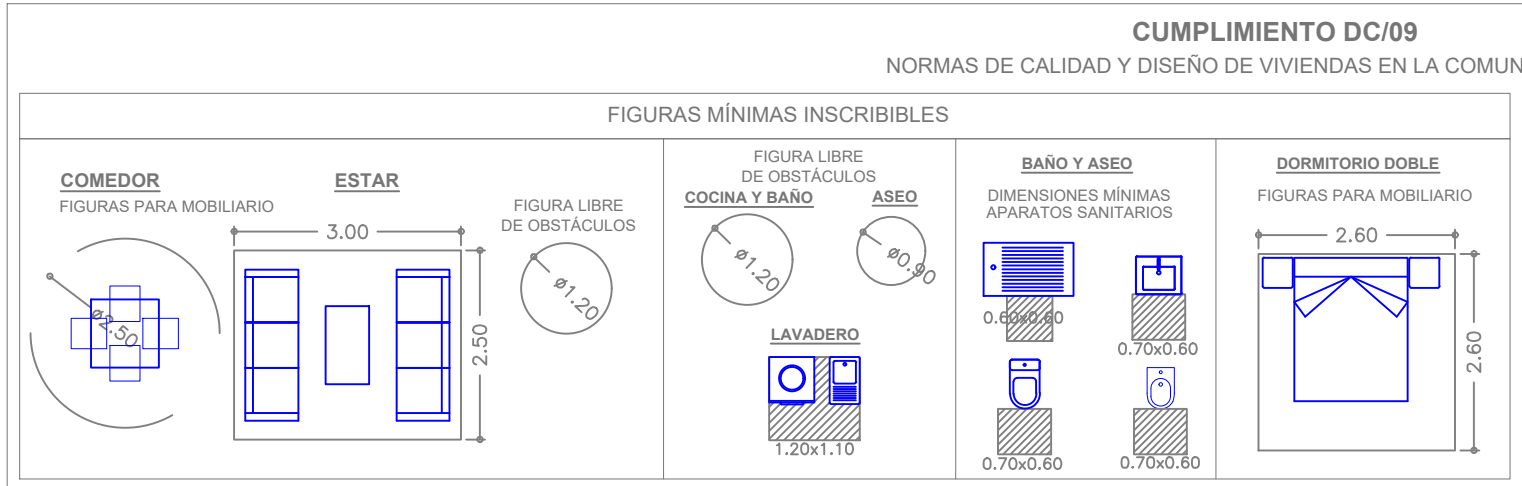 CUMPLIMIENTO DC/09
NORMAS DE CALIDAD Y DISEÑO DE VIVIENDAS EN LA COMUN
FIGURAS MÍNIMAS INSCRIBIBLES
COMEDOR
FIGURAS PARA MOBILIARIO
ø2.50
ESTAR
3.00
2.50
FIGURA LIBRE
DE OBSTÁCULOS
ø1.20
FIGURA LIBRE
DE OBSTÁCULOS
COCINA Y BAÑO
ASEO
ø1.20
ø0.90
LAVADERO
1.20x1.10
BAÑO Y ASEO
DIMENSIONES MÍNIMAS
APARATOS SANITARIOS
0.60x0.60
0.70x0.60
0.70x0.60
0.70x0.60
DORMITORIO DOBLE
FIGURAS PARA MOBILIARIO
2.60
2.60